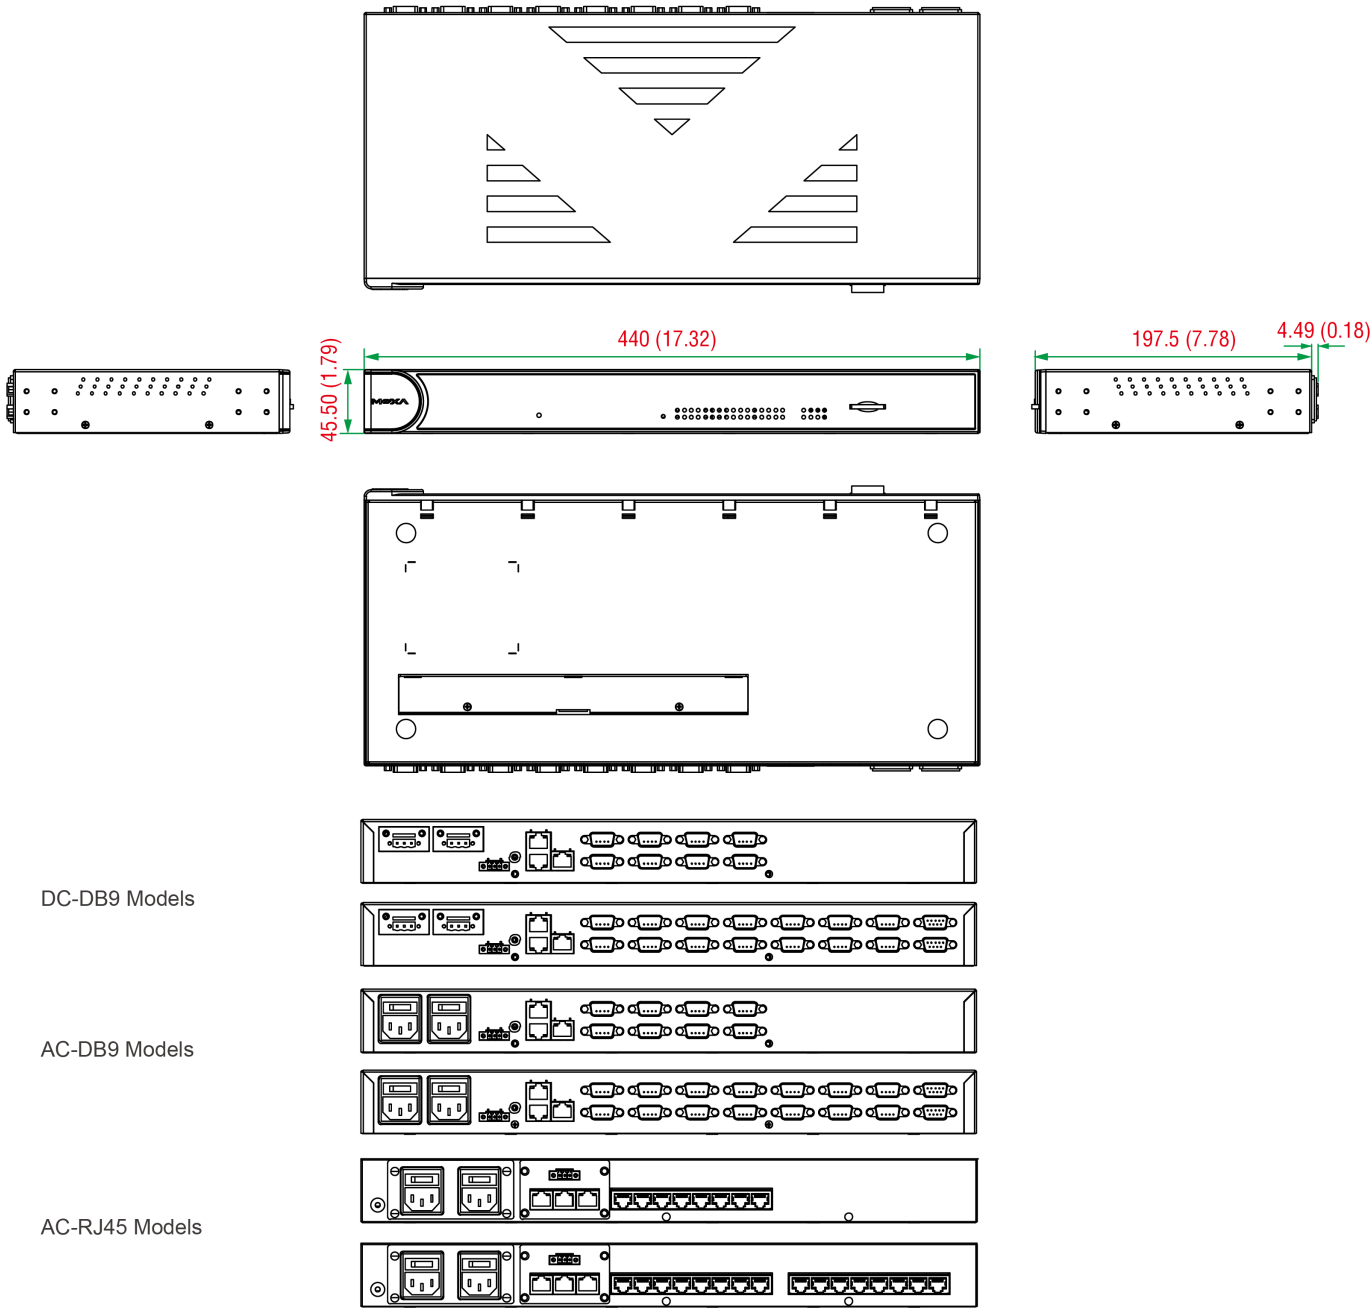 440 (17.32)
197.5 (7.78)
4.49 (0.18)
45.50 (1.79)
MOXA
DC-DB9 Models
AC-DB9 Models
AC-RJ45 Models